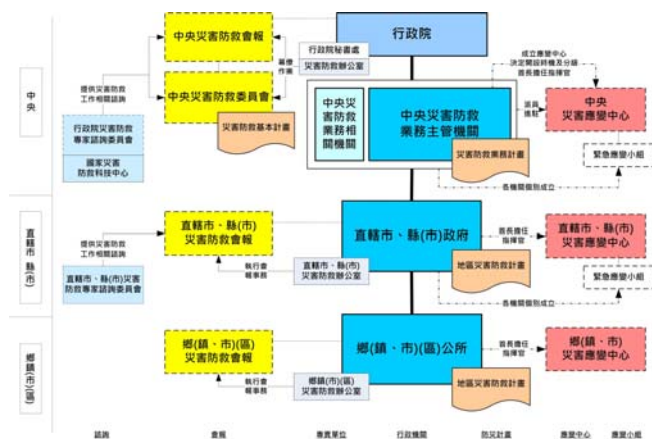 中央災害防救會報
行政院
成立應變中心
決定開設時機及分級
首長擔任指揮官
行政院秘書處
災害防救辦公室
幕僚
作業
提供災害防救
工作相關諮詢
中央災害防救委員會
災害防救基本計畫
中央
中央災
害防救
業務相
關機關
中央災害防救
業務主管機關
派員
進駐
中央
災害應變中心
行政院災害防救
專家諮詢委員會
國家災害
防救科技中心
災害防救業務計畫
緊急應變小組
各機關個別成立
直轄市、縣(市)
提供災害防救
工作相關諮詢
直轄市、縣(市)
災害防救會報
直轄市、縣(市)政府
首長擔任
指揮官
直轄市、縣(市)
災害應變中心
直轄市、縣(市)災害
防救專家諮詢委員會
執行會
報事務
直轄市、縣(市)
災害防救辦公室
地區災害防救計畫
緊急應變小組
各機關個別成立
鄉鎮(市)(區)
鄉(鎮、市)(區)
災害防救會報
鄉(鎮、市)(區)公所
首長擔任
指揮官
鄉(鎮、市)
災害應變中心
執行會
報事務
鄉鎮(市)(區)
災害防救辦公室
地區災害防救計畫
諮詢
會報
專責單位
行政機關
防災計畫
應變中心
應變小組